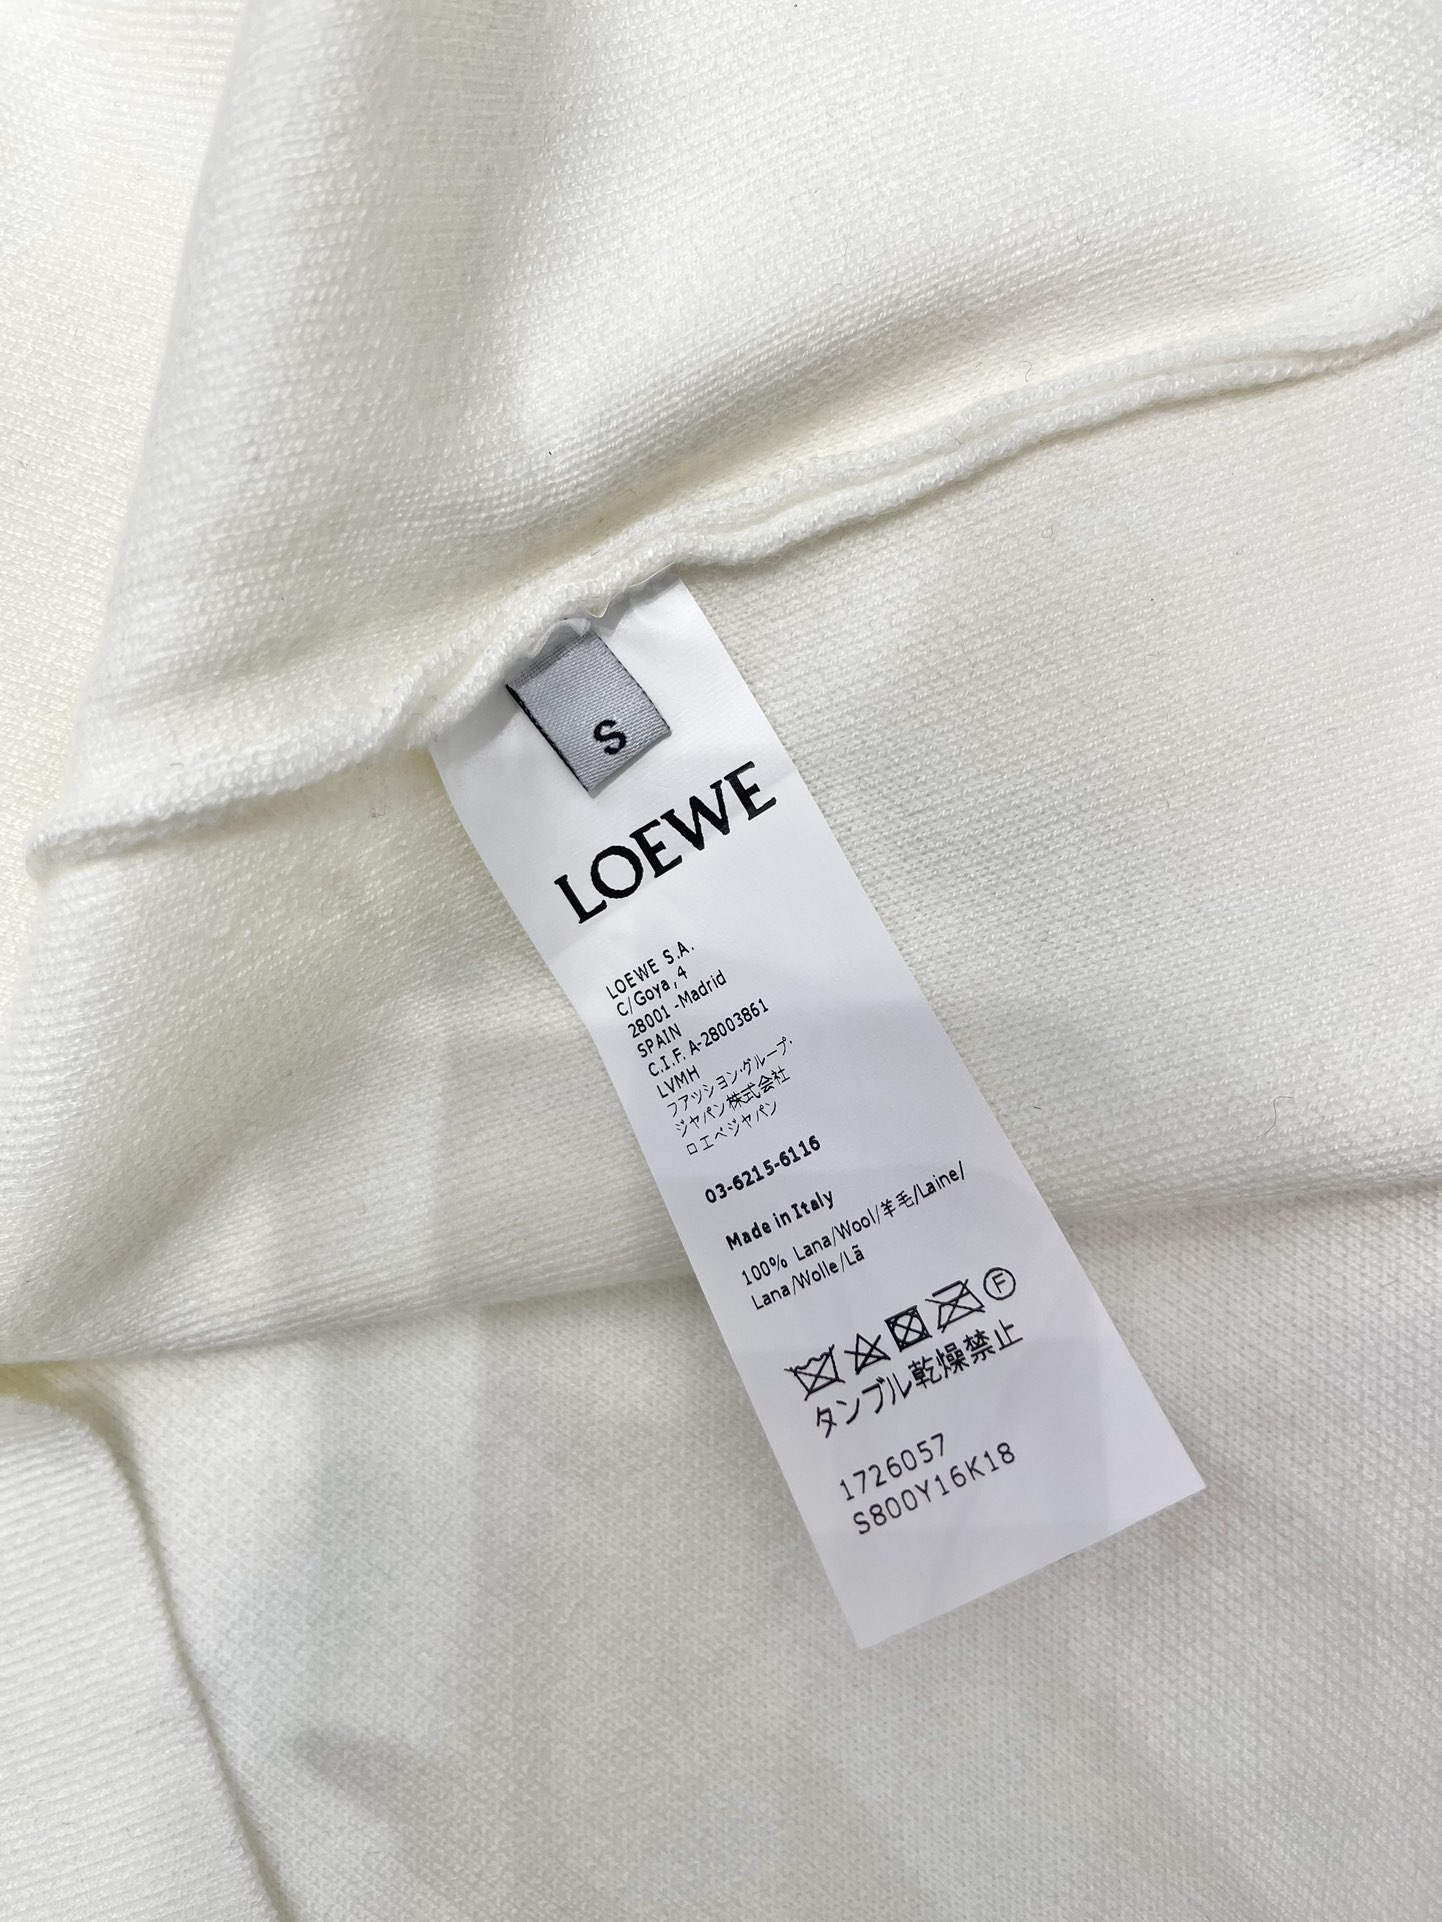 S
LOEWE
LOEWE S.A.
C/Goya, 4
28001 -Madrid
SPAIN
C.I.F. A-28003861
LVMH
ファッション・グループ・
ジャパン株式会社
ロエベジャパン
03-6215-6116
Made in Italy
100% Lana/Wool/羊毛/Laine/
Lana/Wolle/Lã
F
タンブル乾燥禁止
1726057
S800Y16K18